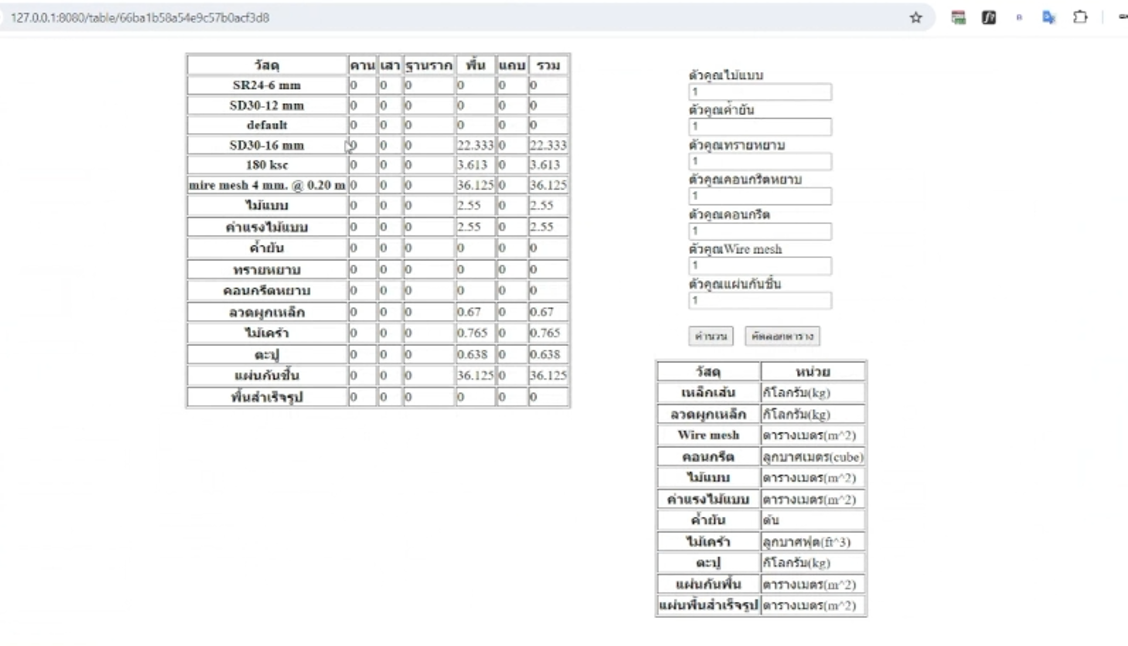 127.0.0.1:8080/table/66ba1b58a54e9c57b0acf3d8
วัสดุ คาน เสา ฐานราก พื้น แคบ รวม
SR24-6 mm 0 0 0 0 0 0
SD30-12 mm 0 0 0 0 0 0
default 0 0 0 0 0 0
SD30-16 mm 0 0 0 22.333 0 22.333
180 ksc 0 0 0 3.613 0 3.613
mire mesh 4 mm. @ 0.20 m 0 0 0 36.125 0 36.125
ไม้แบบ 0 0 0 2.55 0 2.55
ค่าแรงไม้แบบ 0 0 0 2.55 0 2.55
ค้ำยัน 0 0 0 0 0 0
ทรายหยาบ 0 0 0 0 0 0
คอนกรีตหยาบ 0 0 0 0 0 0
ลวดผูกเหล็ก 0 0 0 0.67 0 0.67
ไม้เคร่า 0 0 0 0.765 0 0.765
ตะปู 0 0 0 0.638 0 0.638
แผ่นกันชื้น 0 0 0 36.125 0 36.125
พื้นสำเร็จรูป 0 0 0 0 0 0
ตัวคูณไม้แบบ
1
ตัวคูณค้ำยัน
1
ตัวคูณทรายหยาบ
1
ตัวคูณคอนกรีตหยาบ
1
ตัวคูณคอนกรีต
1
ตัวคูณWire mesh
1
ตัวคูณแผ่นกันชื้น
1
คำนวน คัดลอกตาราง
วัสดุ หน่วย
เหล็กเส้น กิโลกรัม(kg)
ลวดผูกเหล็ก กิโลกรัม(kg)
Wire mesh ตารางเมตร(m^2)
คอนกรีต ลูกบาศเมตร(cube)
ไม้แบบ ตารางเมตร(m^2)
ค่าแรงไม้แบบ ตารางเมตร(m^2)
ค้ำยัน ต้น
ไม้เคร่า ลูกบาศฟุต(ft^3)
ตะปู กิโลกรัม(kg)
แผ่นกันพื้น ตารางเมตร(m^2)
แผ่นพื้นสำเร็จรูป ตารางเมตร(m^2)